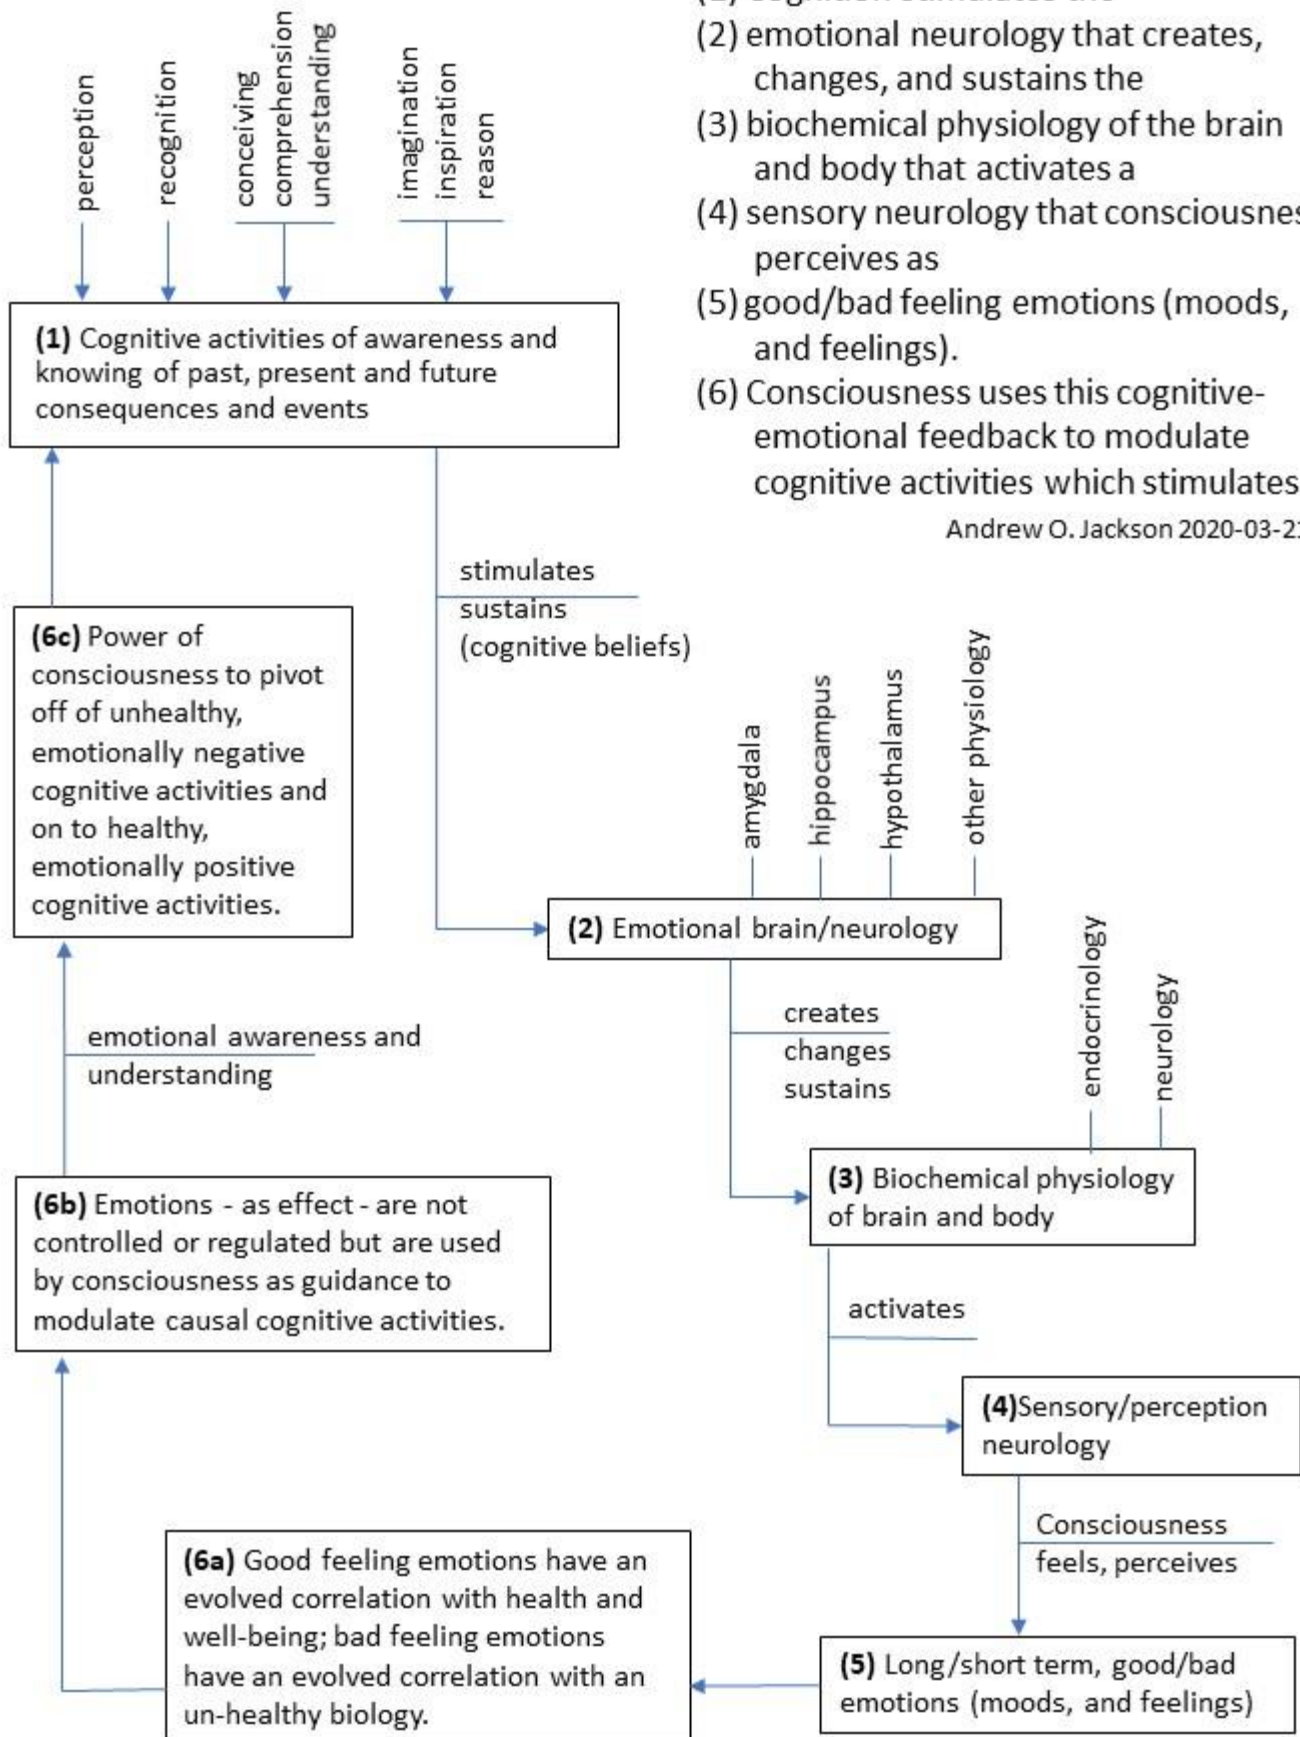 perception
recognition
conceiving
comprehension
understanding
imagination
inspiration
reason
(2) emotional neurology that creates,
changes, and sustains the
(3) biochemical physiology of the brain
and body that activates a
(4) sensory neurology that
perceives as
(5) good/bad feeling emotions (moods,
and feelings).
(6) Consciousness uses this cognitive-
emotional feedback to modulate
cognitive activities which stimulates
Andrew O. Jackson 2020-03-21
(1) Cognitive activities of awareness and
knowing of past, present and future
consequences and events
stimulates
sustains
(cognitive beliefs)
(6c) Power of
consciousness to pivot
off of unhealthy,
emotionally negative
cognitive activities and
on to healthy,
emotionally positive
cognitive activities.
amygdala
hippocampus
hypothalamus
other physiology
(2) Emotional brain/neurology
emotional awareness and
understanding
creates
changes
sustains
endocrinology
neurology
(3) Biochemical physiology
of brain and body
(6b) Emotions - as effect - are not
controlled or regulated but are used
by consciousness as guidance to
modulate causal cognitive activities.
activates
(4)Sensory/perception
neurology
Consciousness
feels, perceives
(6a) Good feeling emotions have an
evolved correlation with health and
well-being; bad feeling emotions
have an evolved correlation with an
un-healthy biology.
(5) Long/short term, good/bad
emotions (moods, and feelings)